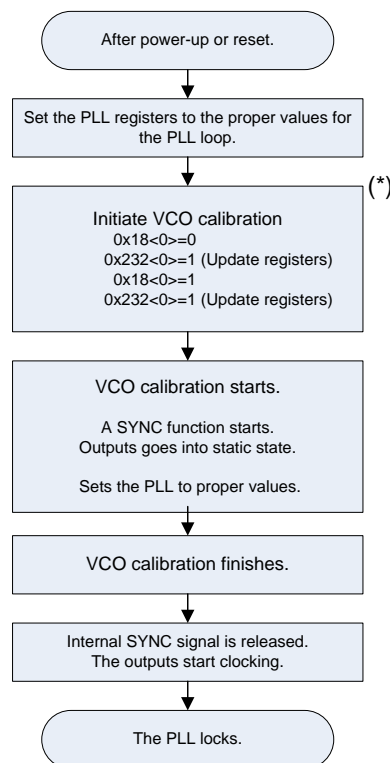 After power-up or reset.
Set the PLL registers to the proper values for
the PLL loop.
(*)
Initiate VCO calibration
0x18<0>=0
0x232<0>=1 (Update registers)
0x18<0>=1
0x232<0>=1 (Update registers)
VCO calibration starts.
A SYNC function starts.
Outputs goes into static state.
Sets the PLL to proper values.
VCO calibration finishes.
Internal SYNC signal is released.
The outputs start clocking.
The PLL locks.